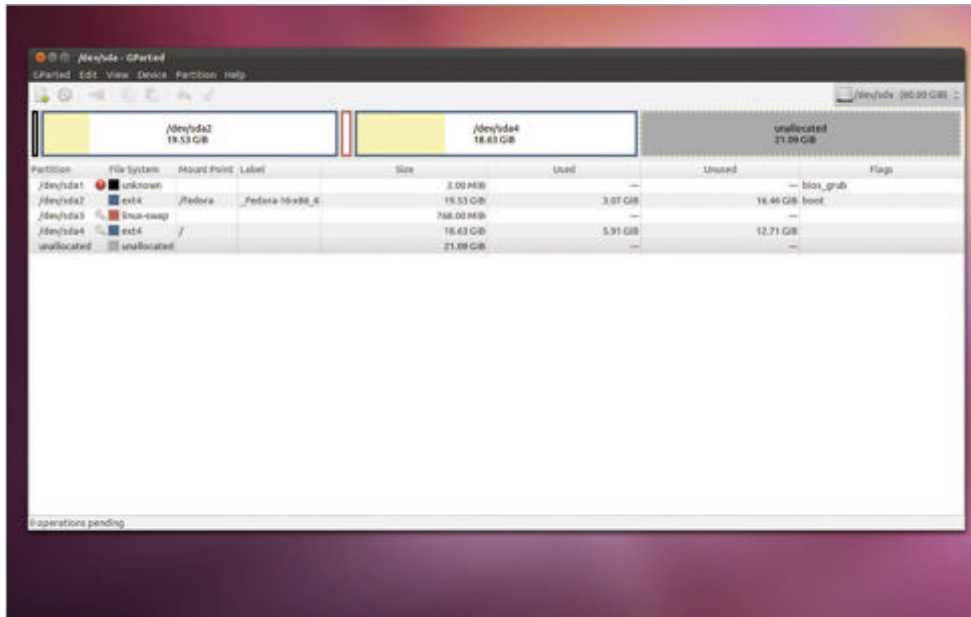 /dev/sda - GParted
GParted Edit View Device Partition Help
/dev/sda (60.00 GiB)
/dev/sda2
19.53 GiB
/dev/sda4
18.63 GiB
unallocated
21.09 GiB
Partition File System Mount Point Label Size Used Unused Flags
/dev/sda1 unknown 2.00 MiB — — bios_grub
/dev/sda2 ext4 /fedora _Fedora-16-x86_6 19.53 GiB 3.07 GiB 16.46 GiB boot
linux-swap 768.00 MiB — —
/dev/sda4 ext4 / 18.63 GiB 5.91 GiB 12.71 GiB
unallocated unallocated 21.09 GiB — —
0 operations pending